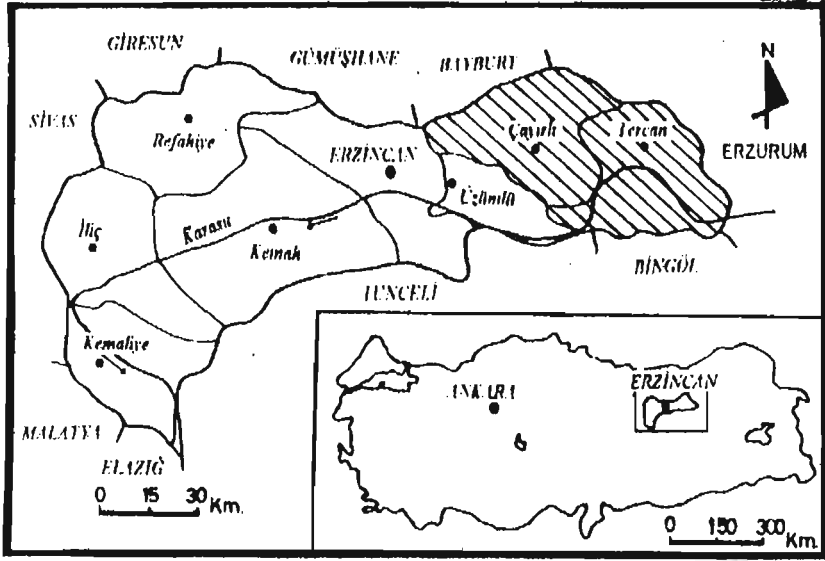 GİRESUN
GÜMÜŞHANE
BAYBURT
N
SİVAS
Refahiye
ERZİNCAN
Çayırlı
Tercan
ERZURUM
Üzümlü
İliç
Karasu
Kemah
BİNGÖL
TUNCELİ
Kemaliye
MALATYA
ELAZIĞ
0 15 30 Km.
ANKARA
ERZİNCAN
0 150 300 Km.